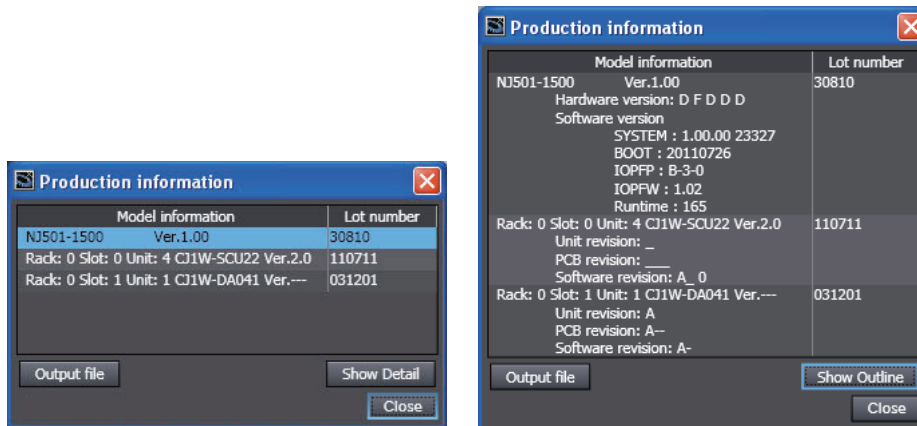 Production information
Model information Lot number
NJ501-1500 Ver.1.00 30810
Rack: 0 Slot: 0 Unit: 4 CJ1W-SCU22 Ver.2.0 110711
Rack: 0 Slot: 1 Unit: 1 CJ1W-DA041 Ver.--- 031201
Output file Show Detail
Close
Production information
Model information Lot number
NJ501-1500 Ver.1.00 30810
Hardware version: D F D D D
Software version
SYSTEM : 1.00.00 23327
BOOT : 20110726
IOPFP : B-3-0
IOPFW : 1.02
Runtime : 165
Rack: 0 Slot: 0 Unit: 4 CJ1W-SCU22 Ver.2.0 110711
Unit revision: _
PCB revision: ___
Software revision: A_ 0
Rack: 0 Slot: 1 Unit: 1 CJ1W-DA041 Ver.--- 031201
Unit revision: A
PCB revision: A--
Software revision: A-
Output file Show Outline
Close